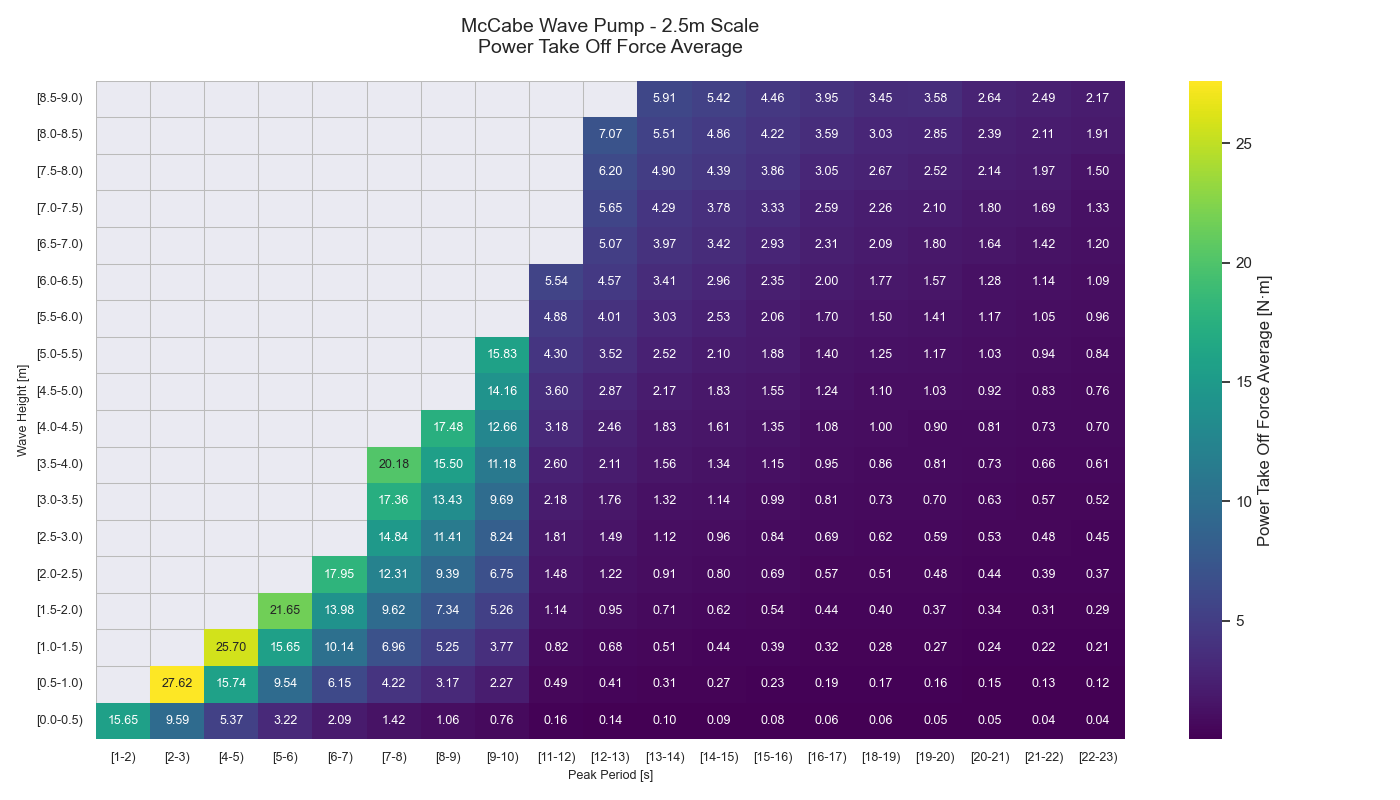 McCabe Wave Pump - 2.5m Scale
Power Take Off Force Average
[8.5-9.0) 5.91 5.42 4.46 3.95 3.45 3.58 2.64 2.49 2.17
[8.0-8.5) 7.07 5.51 4.86 4.22 3.59 3.03 2.85 2.39 2.11 1.91
[7.5-8.0) 6.20 4.90 4.39 3.86 3.05 2.67 2.52 2.14 1.97 1.50
[7.0-7.5) 5.65 4.29 3.78 3.33 2.59 2.26 2.10 1.80 1.69 1.33
[6.5-7.0) 5.07 3.97 3.42 2.93 2.31 2.09 1.80 1.64 1.42 1.20
[6.0-6.5) 5.54 4.57 3.41 2.96 2.35 2.00 1.77 1.57 1.28 1.14 1.09
[5.5-6.0) 4.88 4.01 3.03 2.53 2.06 1.70 1.50 1.41 1.17 1.05 0.96
[5.0-5.5) 15.83 4.30 3.52 2.52 2.10 1.88 1.40 1.25 1.17 1.03 0.94 0.84
[4.5-5.0) 14.16 3.60 2.87 2.17 1.83 1.55 1.24 1.10 1.03 0.92 0.83 0.76
[4.0-4.5) 17.48 12.66 3.18 2.46 1.83 1.61 1.35 1.08 1.00 0.90 0.81 0.73 0.70
[3.5-4.0) 20.18 15.50 11.18 2.60 2.11 1.56 1.34 1.15 0.95 0.86 0.81 0.73 0.66 0.61
[3.0-3.5) 17.36 13.43 9.69 2.18 1.76 1.32 1.14 0.99 0.81 0.73 0.70 0.63 0.57 0.52
[2.5-3.0) 14.84 11.41 8.24 1.81 1.49 1.12 0.96 0.84 0.69 0.62 0.59 0.53 0.48 0.45
[2.0-2.5) 17.95 12.31 9.39 6.75 1.48 1.22 0.91 0.80 0.69 0.57 0.51 0.48 0.44 0.39 0.37
[1.5-2.0) 21.65 13.98 9.62 7.34 5.26 1.14 0.95 0.71 0.62 0.54 0.44 0.40 0.37 0.34 0.31 0.29
[1.0-1.5) 25.70 15.65 10.14 6.96 5.25 3.77 0.82 0.68 0.51 0.44 0.39 0.32 0.28 0.27 0.24 0.22 0.21
[0.5-1.0) 27.62 15.74 9.54 6.15 4.22 3.17 2.27 0.49 0.41 0.31 0.27 0.23 0.19 0.17 0.16 0.15 0.13 0.12
[0.0-0.5) 15.65 9.59 5.37 3.22 2.09 1.42 1.06 0.76 0.16 0.14 0.10 0.09 0.08 0.06 0.06 0.05 0.05 0.04 0.04
[1-2) [2-3) [4-5) [5-6) [6-7) [7-8) [8-9) [9-10) [11-12) [12-13) [13-14) [14-15) [15-16) [16-17) [18-19) [19-20) [20-21) [21-22) [22-23)
Peak Period [s]
Wave Height [m]
25
20
15
10
5
Power Take Off Force Average [N·m]